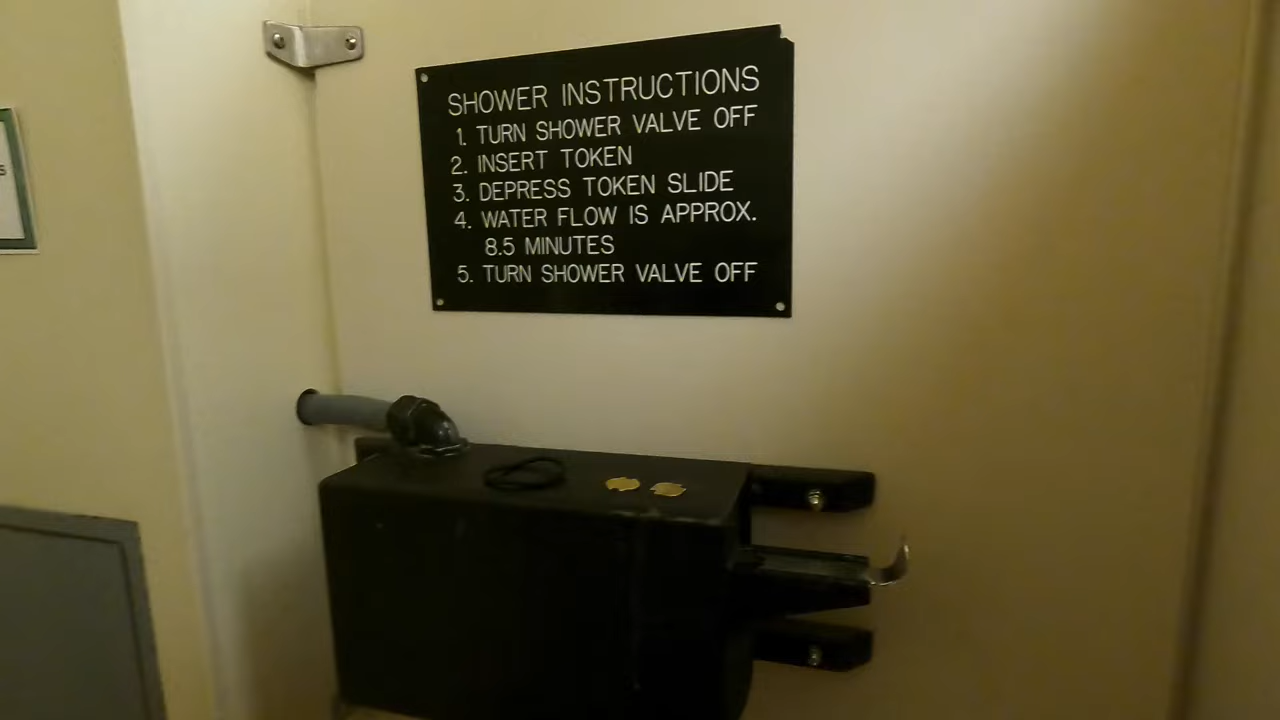 SHOWER INSTRUCTIONS
1. TURN SHOWER VALVE OFF
2. INSERT TOKEN
3. DEPRESS TOKEN SLIDE
4. WATER FLOW IS APPROX.
8.5 MINUTES
5. TURN SHOWER VALVE OFF